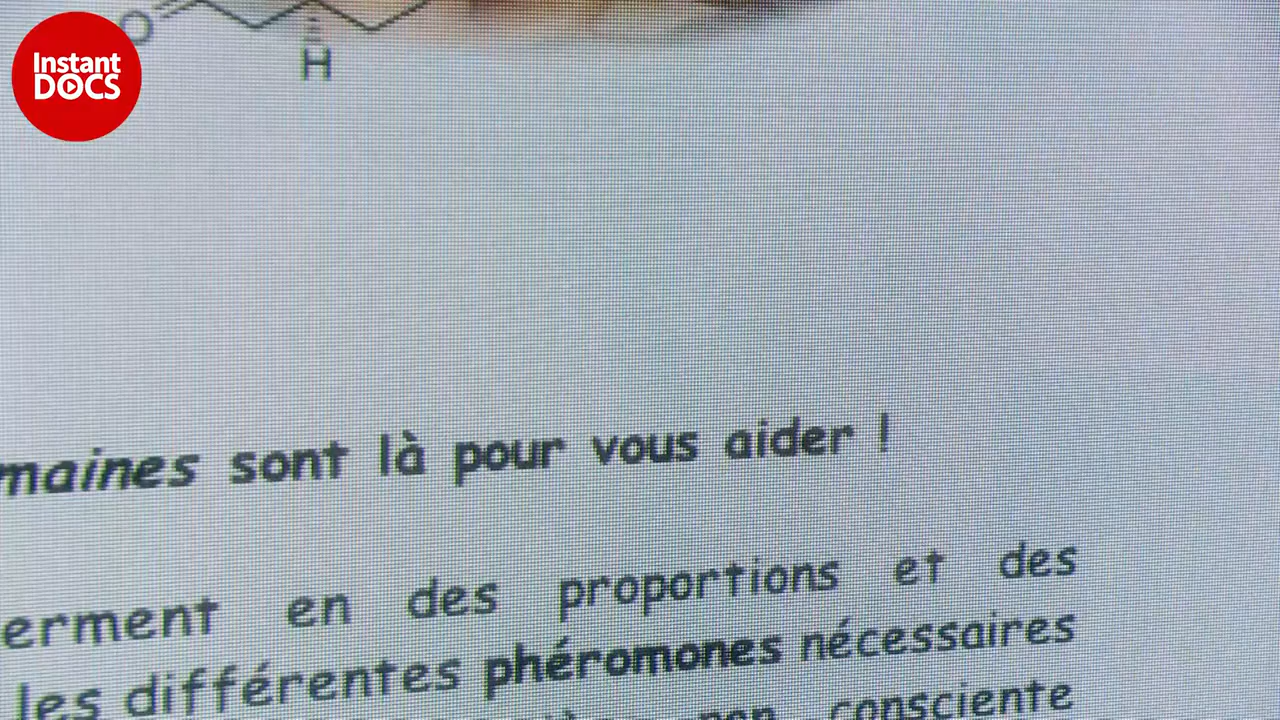 Instant
DOCS
O
H
maines sont là pour vous aider !
erment en des proportions et des
les différentes phéromones nécessaires
non consciente